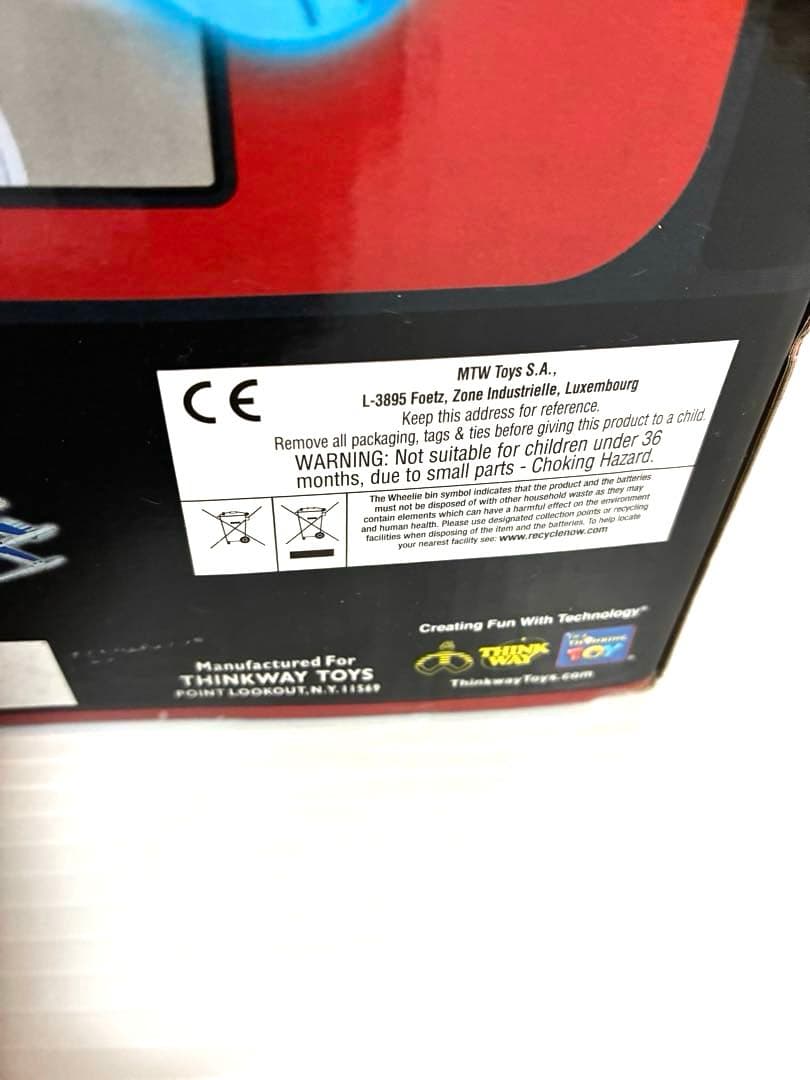 CE
MTW Toys S.A.,
L-3895 Foetz, Zone Industrielle, Luxembourg
Keep this address for reference.
Remove all packaging, tags & ties before giving this product to a child.
WARNING: Not suitable for children under 36
months, due to small parts - Choking Hazard.
The Wheelie bin symbol indicates that the product and the batteries
must not be disposed of with other household waste as they may
contain elements which can have a harmful effect on the environment
and human health. Please use designated collection points or recycling
facilities when disposing of the item and the batteries. To help locate
your nearest facility see: www.recyclenow.com
Creating Fun With Technology
Manufactured For
THINKWAY TOYS
POINT LOOKOUT, N.Y. 11569
THINK
WAY
THINKING
TOY
ThinkwayToys.com